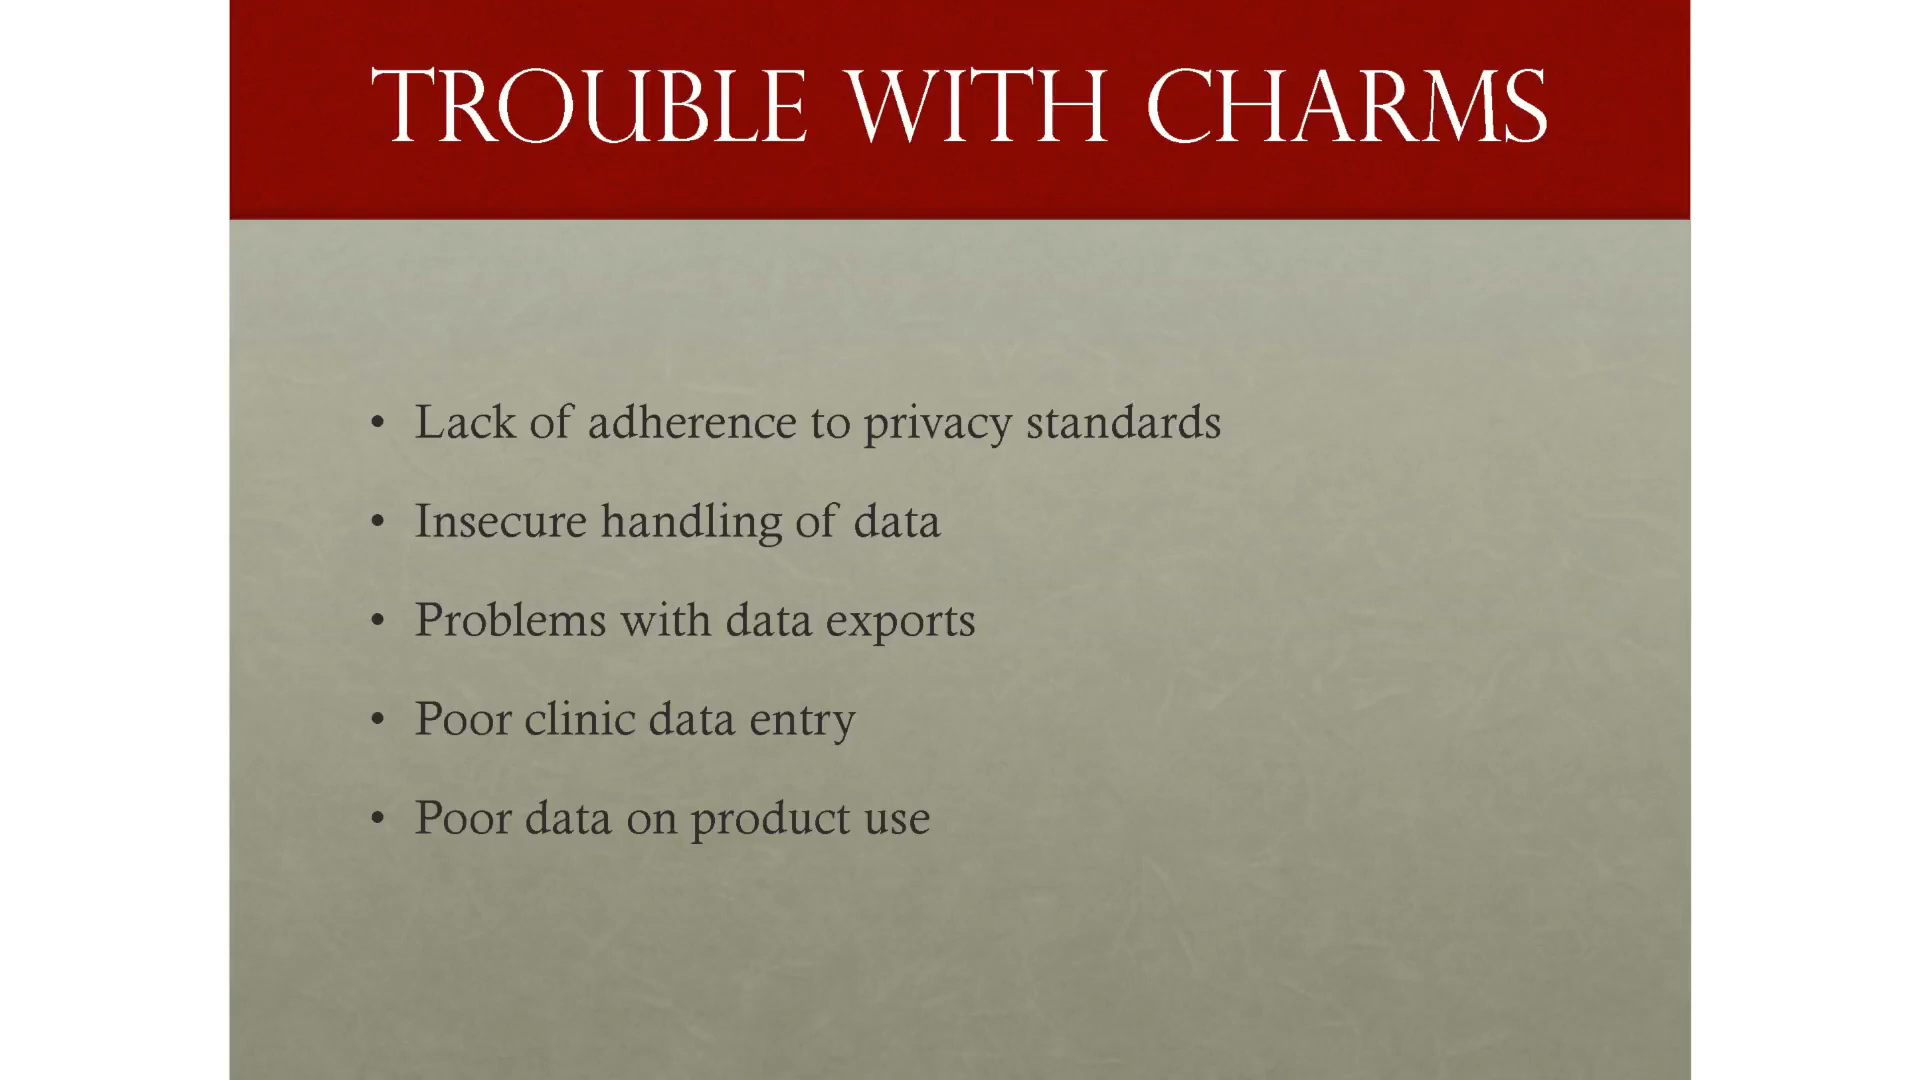 TROUBLE WITH CHARMS
• Lack of adherence to privacy standards
• Insecure handling of data
• Problems with data exports
• Poor clinic data entry
• Poor data on product use